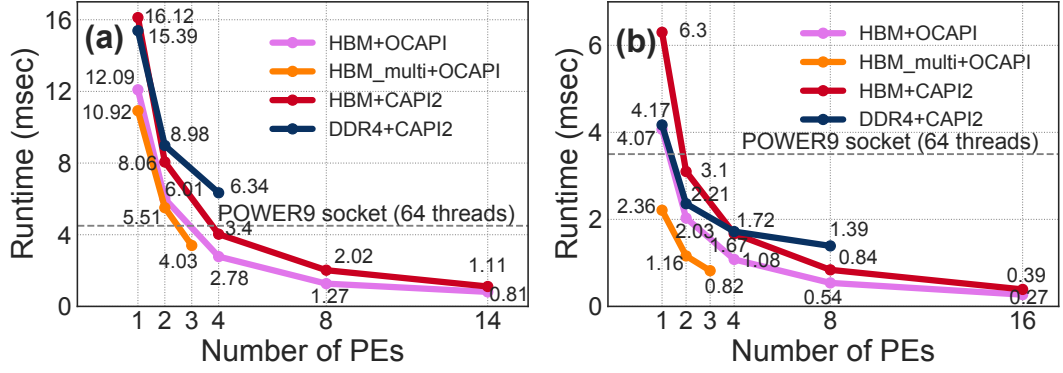 (a)
Runtime (msec)
16
12
8
4
0
16.12
15.39
12.09
10.92
8.98
8.06
6.01
6.34
5.51
3.4
4.03
2.78
2.02
1.27
1.11
0.81
HBM+OCAPI
HBM_multi+OCAPI
HBM+CAPI2
DDR4+CAPI2
POWER9 socket (64 threads)
1 2 3 4 8 14
Number of PEs
(b)
Runtime (msec)
6
4
2
0
6.3
4.17
4.07
3.1
2.36
2.21
2.03
1.72
1.67
1.39
1.16
1.08
0.82
0.84
0.54
0.39
0.27
HBM+OCAPI
HBM_multi+OCAPI
HBM+CAPI2
DDR4+CAPI2
POWER9 socket (64 threads)
1 2 3 4 8 16
Number of PEs